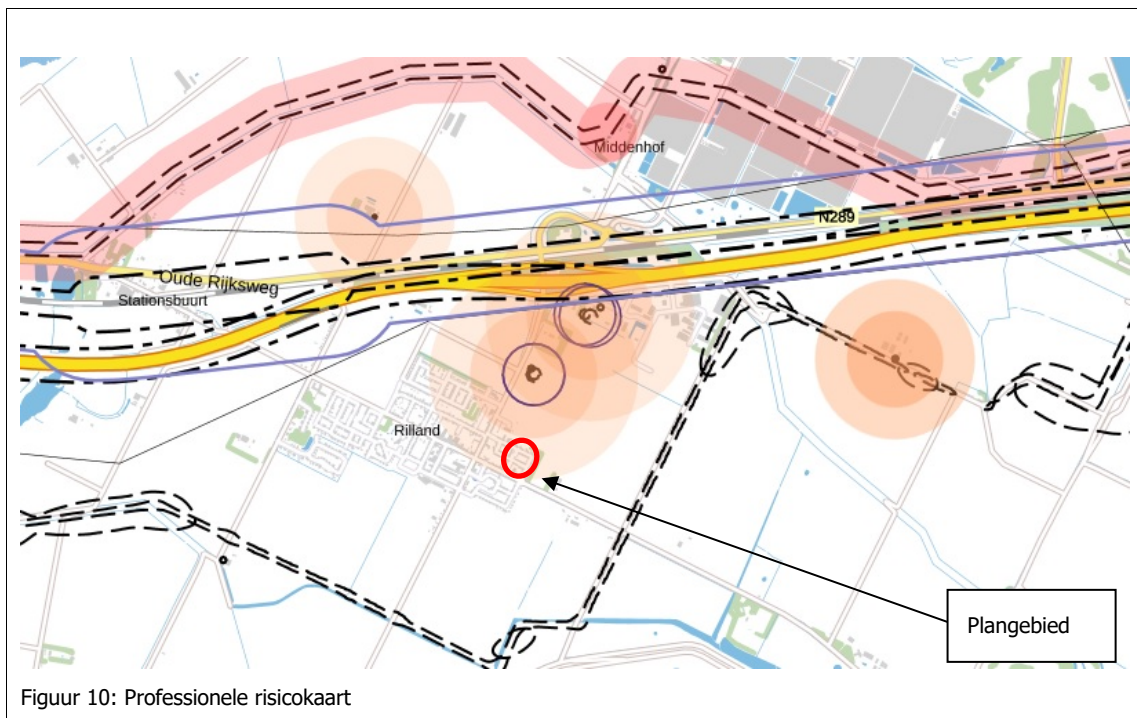 Middenhof
N289
Oude Rijksweg
Stationsbuurt
Rilland
Plangebied
Figuur 10: Professionele risicokaart